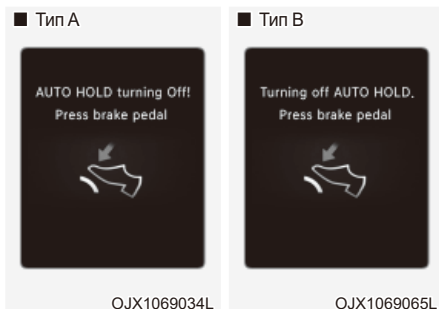 ■ Тип A
AUTO HOLD turning Off!
Press brake pedal
OJX1069034L
■ Тип B
Turning off AUTO HOLD.
Press brake pedal
OJX1069065L